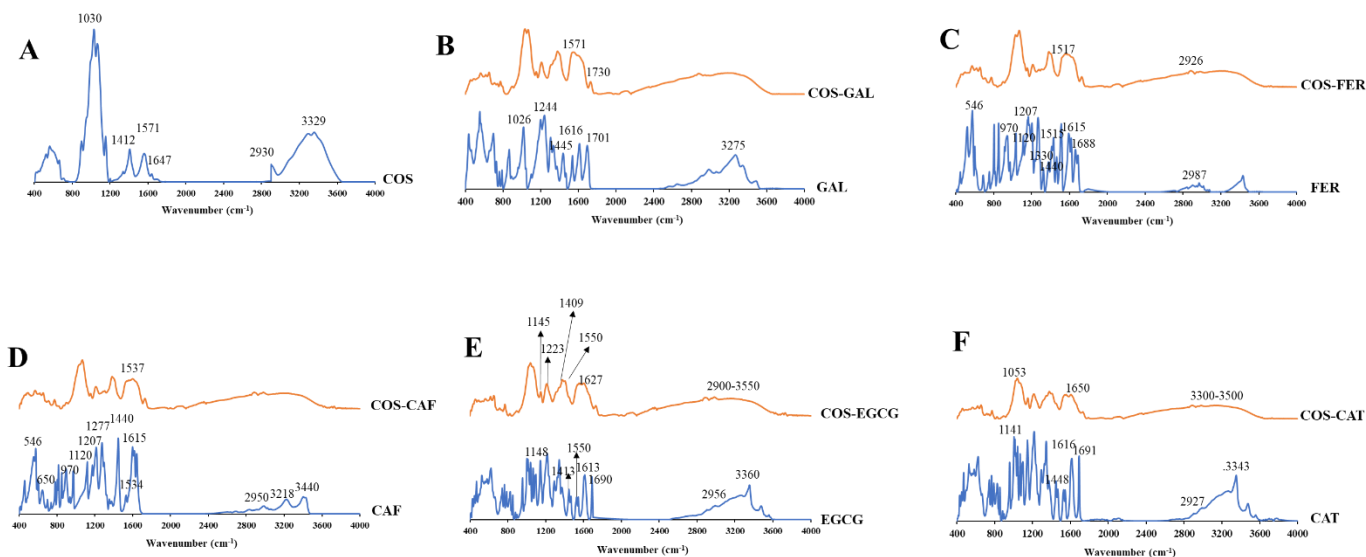 A
1030
1412
1571
1647
2930
3329
COS
400 800 1200 1600 2000 2400 2800 3200 3600 4000
Wavenumber (cm-1)
B
1571
1730
COS-GAL
1026
1244
1445
1616
1701
3275
GAL
400 800 1200 1600 2000 2400 2800 3200 3600 4000
Wavenumber (cm-1)
C
1517
2926
COS-FER
546
970
1207
1120
1330
1515
1440
1615
1688
2987
FER
400 800 1200 1600 2000 2400 2800 3200 3600 4000
Wavenumber (cm-1)
D
1537
COS-CAF
546
650
970
1120
1207
1277
1440
1534
1615
2950
3218
3440
CAF
400 800 1200 1600 2000 2400 2800 3200 3600 4000
Wavenumber (cm-1)
E
1145
1223
1409
1550
1627
2900-3550
COS-EGCG
1148
1413
1550
1613
1690
2956
3360
EGCG
400 800 1200 1600 2000 2400 2800 3200 3600 4000
Wavenumber (cm-1)
F
1053
1650
3300-3500
COS-CAT
1141
1448
1616
1691
2927
.3343
CAT
400 800 1200 1600 2000 2400 2800 3200 3600 4000
Wavenumber (cm-1)